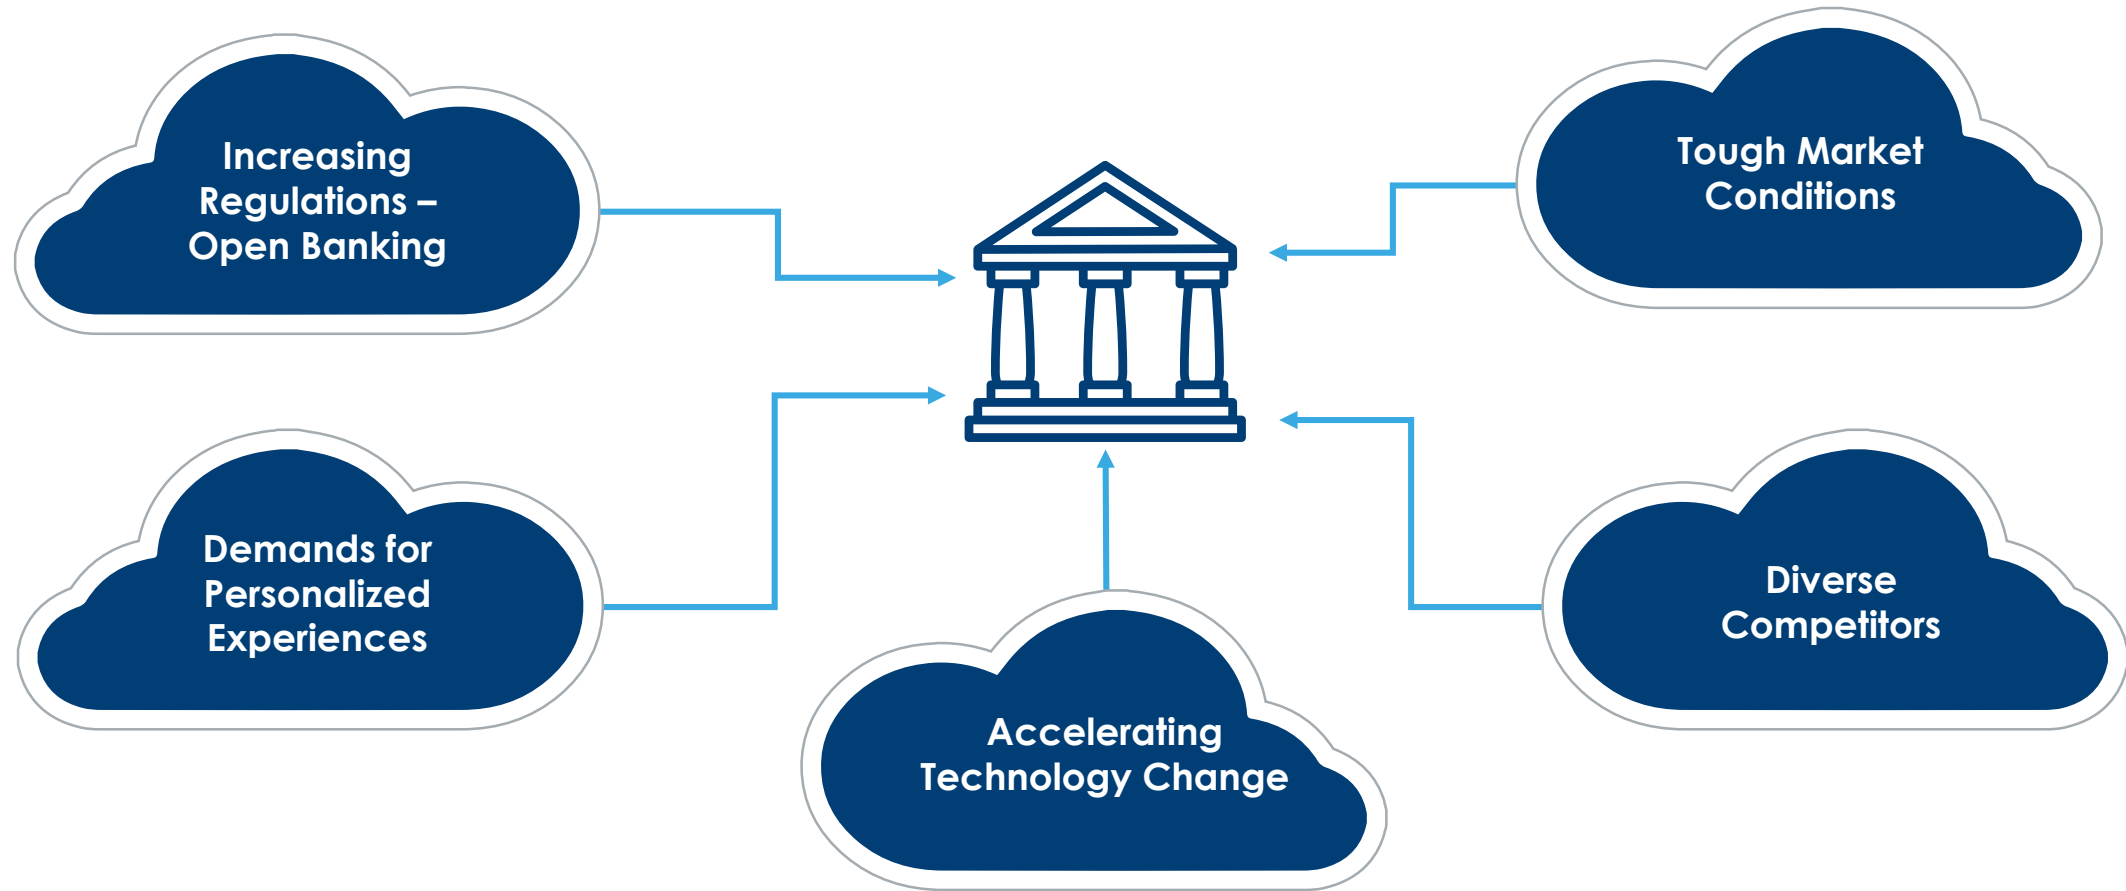 Increasing
Regulations –
Open Banking
Tough Market
Conditions
Demands for
Personalized
Experiences
Diverse
Competitors
Accelerating
Technology Change